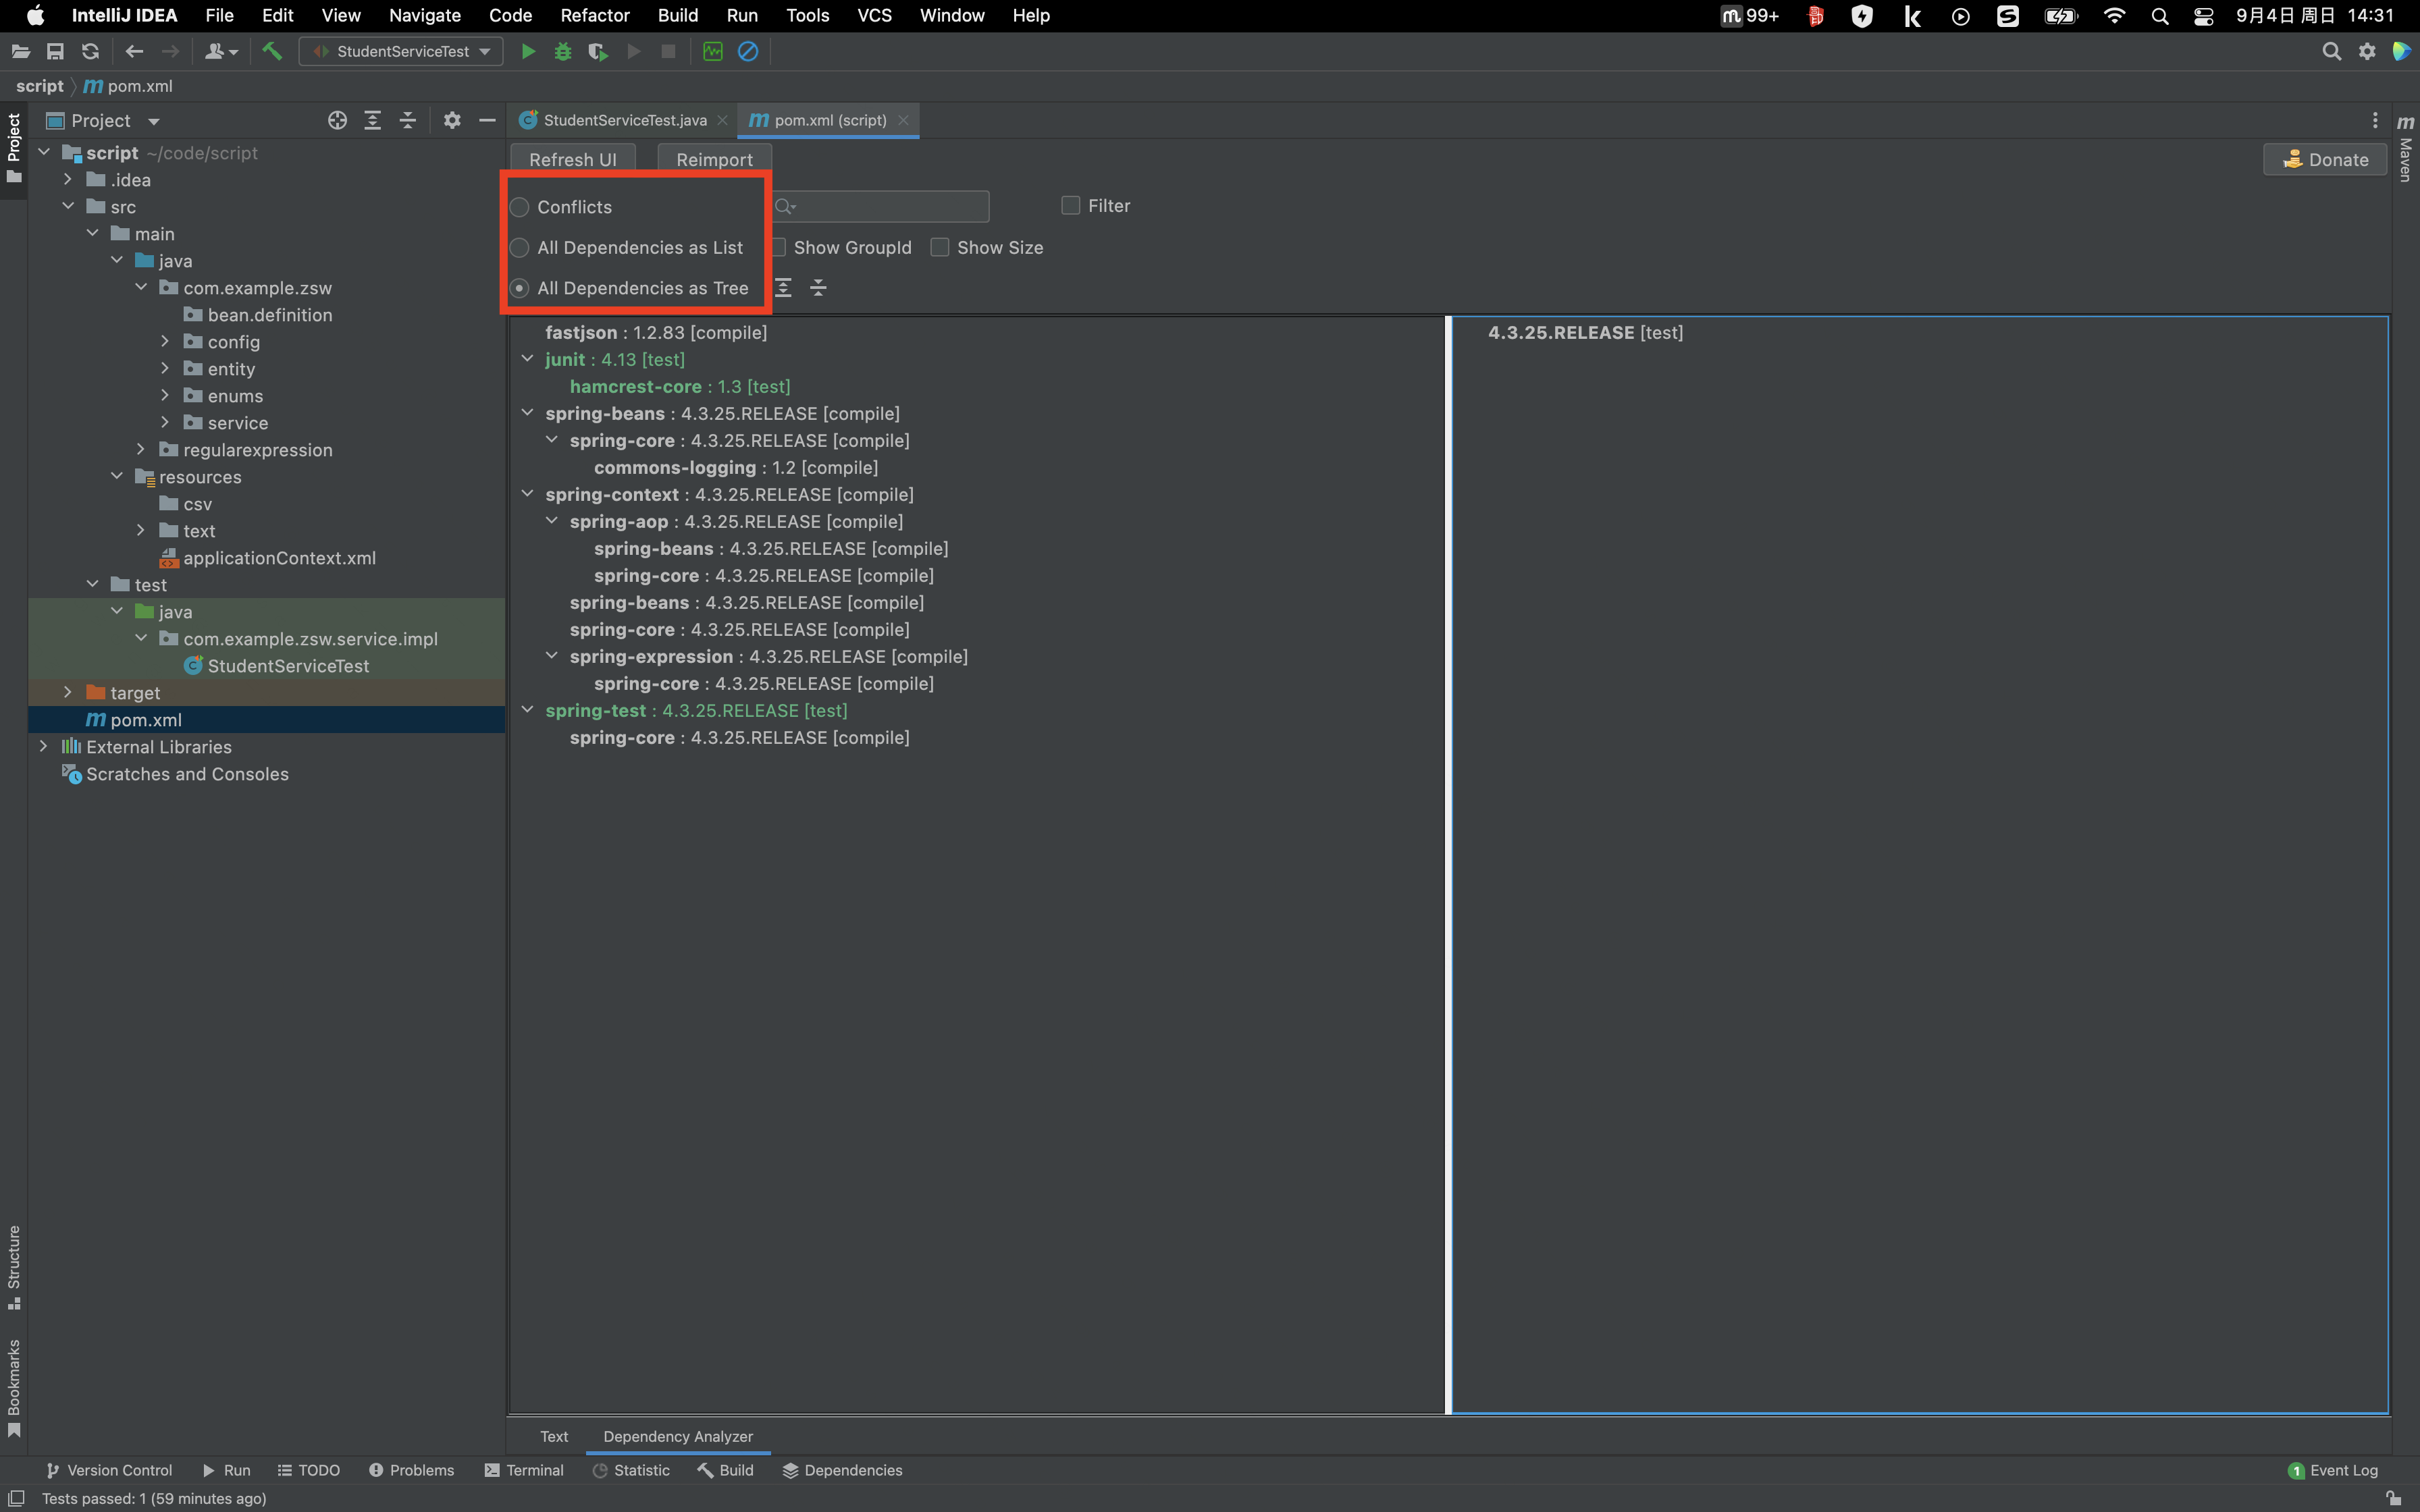 IntelliJ IDEA File Edit View Navigate Code Refactor Build Run Tools VCS Window Help 99+ 9月4日 周日 14:31
StudentServiceTest
script pom.xml
Project
Project
StudentServiceTest.java
pom.xml (script)
Maven
script ~/code/script
.idea
src
main
java
com.example.zsw
bean.definition
config
entity
enums
service
regularexpression
resources
csv
text
applicationContext.xml
test
java
com.example.zsw.service.impl
StudentServiceTest
target
pom.xml
External Libraries
Scratches and Consoles
Refresh UI Reimport Donate
Conflicts Filter
All Dependencies as List Show GroupId Show Size
All Dependencies as Tree
fastjson : 1.2.83 [compile]
junit : 4.13 [test]
hamcrest-core : 1.3 [test]
spring-beans : 4.3.25.RELEASE [compile]
spring-core : 4.3.25.RELEASE [compile]
commons-logging : 1.2 [compile]
spring-context : 4.3.25.RELEASE [compile]
spring-aop : 4.3.25.RELEASE [compile]
spring-beans : 4.3.25.RELEASE [compile]
spring-core : 4.3.25.RELEASE [compile]
spring-beans : 4.3.25.RELEASE [compile]
spring-core : 4.3.25.RELEASE [compile]
spring-expression : 4.3.25.RELEASE [compile]
spring-core : 4.3.25.RELEASE [compile]
spring-test : 4.3.25.RELEASE [test]
spring-core : 4.3.25.RELEASE [compile]
4.3.25.RELEASE [test]
Structure
Bookmarks
Text Dependency Analyzer
Version Control Run TODO Problems Terminal Statistic Build Dependencies 1 Event Log
Tests passed: 1 (59 minutes ago)